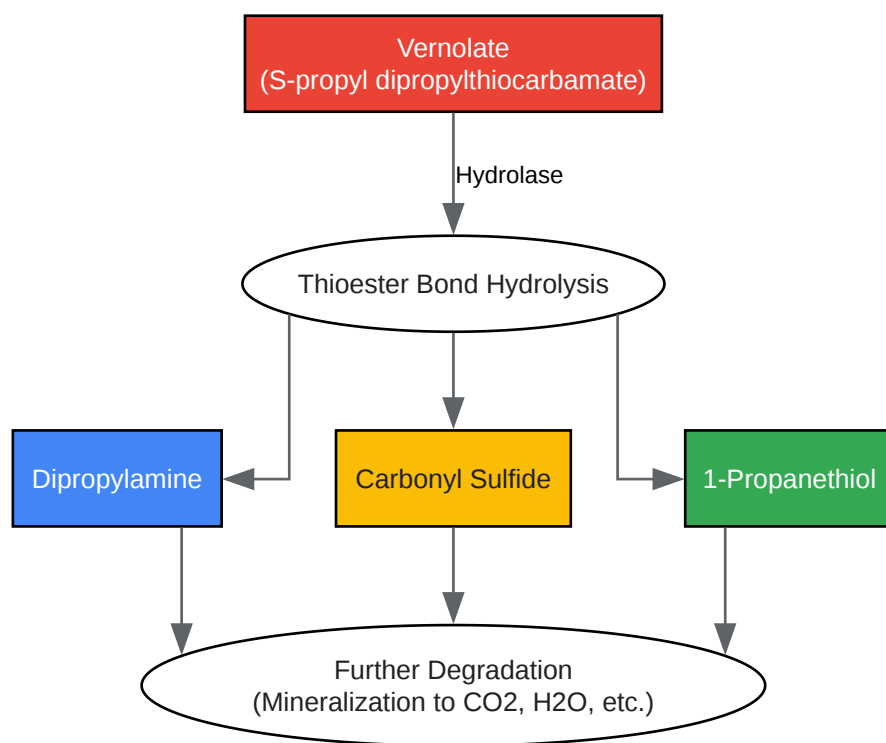 Vernolate
(S-propyl dipropylthiocarbamate)
Hydrolase
Thioester Bond Hydrolysis
Dipropylamine
Carbonyl Sulfide
1-Propanethiol
Further Degradation
(Mineralization to CO2, H2O, etc.)